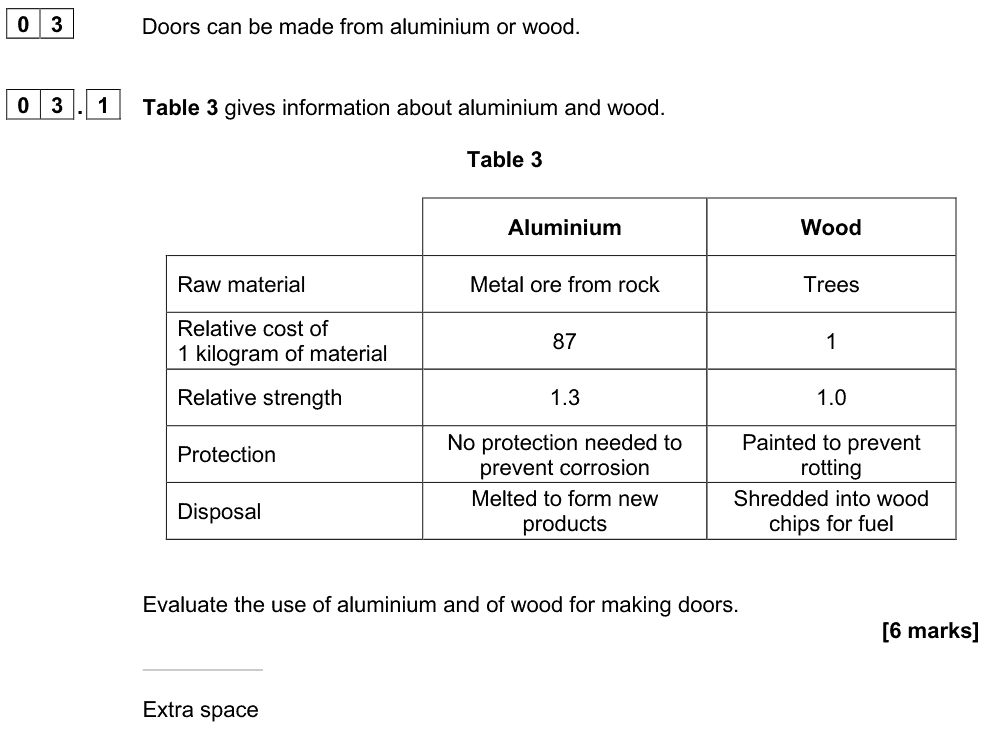 0 3 Doors can be made from aluminium or wood.
0 3 . 1 Table 3 gives information about aluminium and wood.
Table 3
Aluminium Wood
Raw material Metal ore from rock Trees
Relative cost of
1 kilogram of material 87 1
Relative strength 1.3 1.0
Protection No protection needed to prevent corrosion Painted to prevent rotting
Disposal Melted to form new products Shredded into wood chips for fuel
Evaluate the use of aluminium and of wood for making doors.
[6 marks]
Extra space